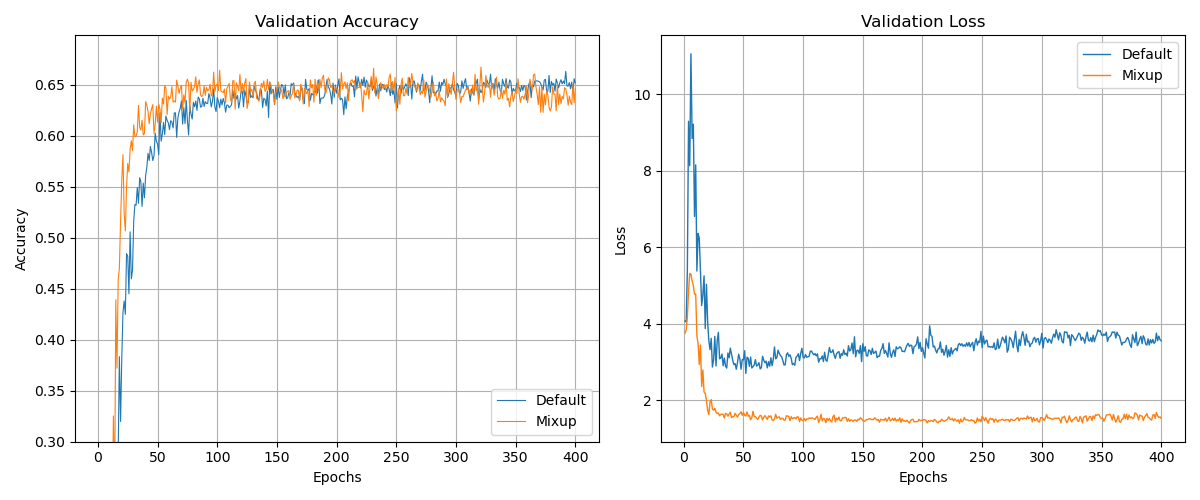 Validation Accuracy
Accuracy
0.65
0.60
0.55
0.50
0.45
0.40
0.35
0.30
0 50 100 150 200 250 300 350 400
Epochs
Default
Mixup
Validation Loss
Loss
10
8
6
4
2
0 50 100 150 200 250 300 350 400
Epochs
Default
Mixup